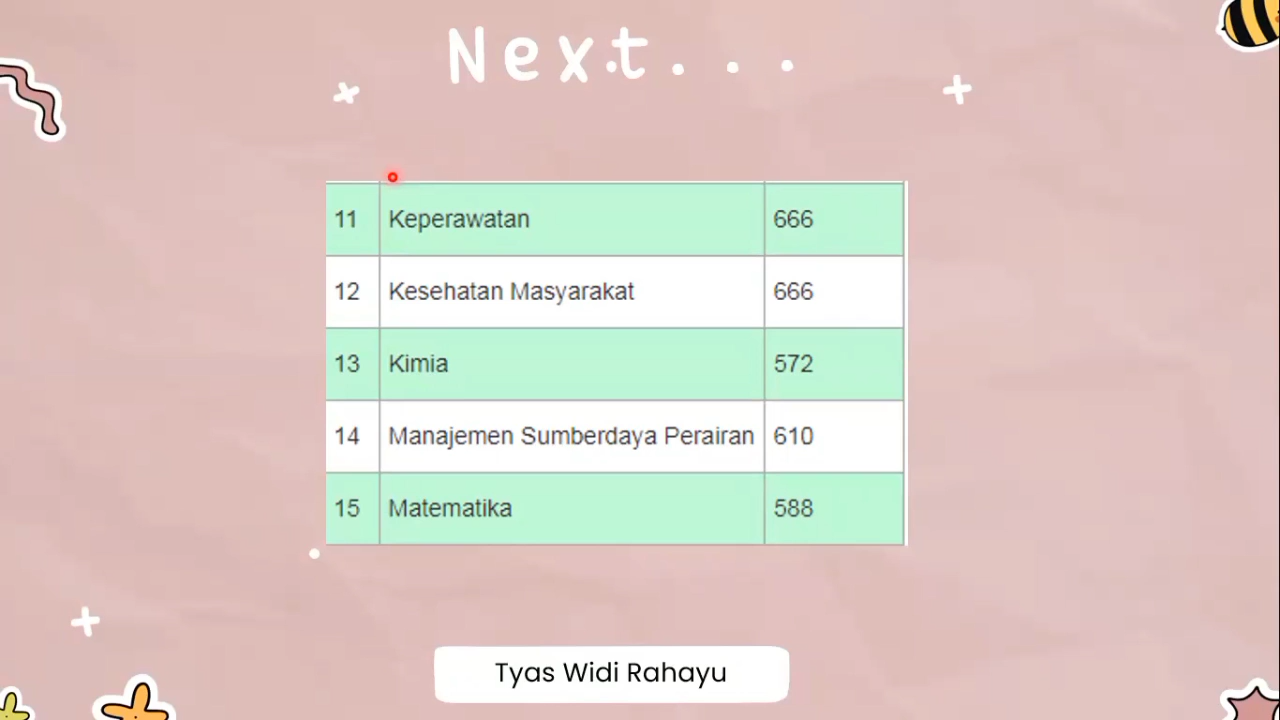 Next. . .
11 Keperawatan 666
12 Kesehatan Masyarakat 666
13 Kimia 572
14 Manajemen Sumberdaya Perairan 610
15 Matematika 588
Tyas Widi Rahayu